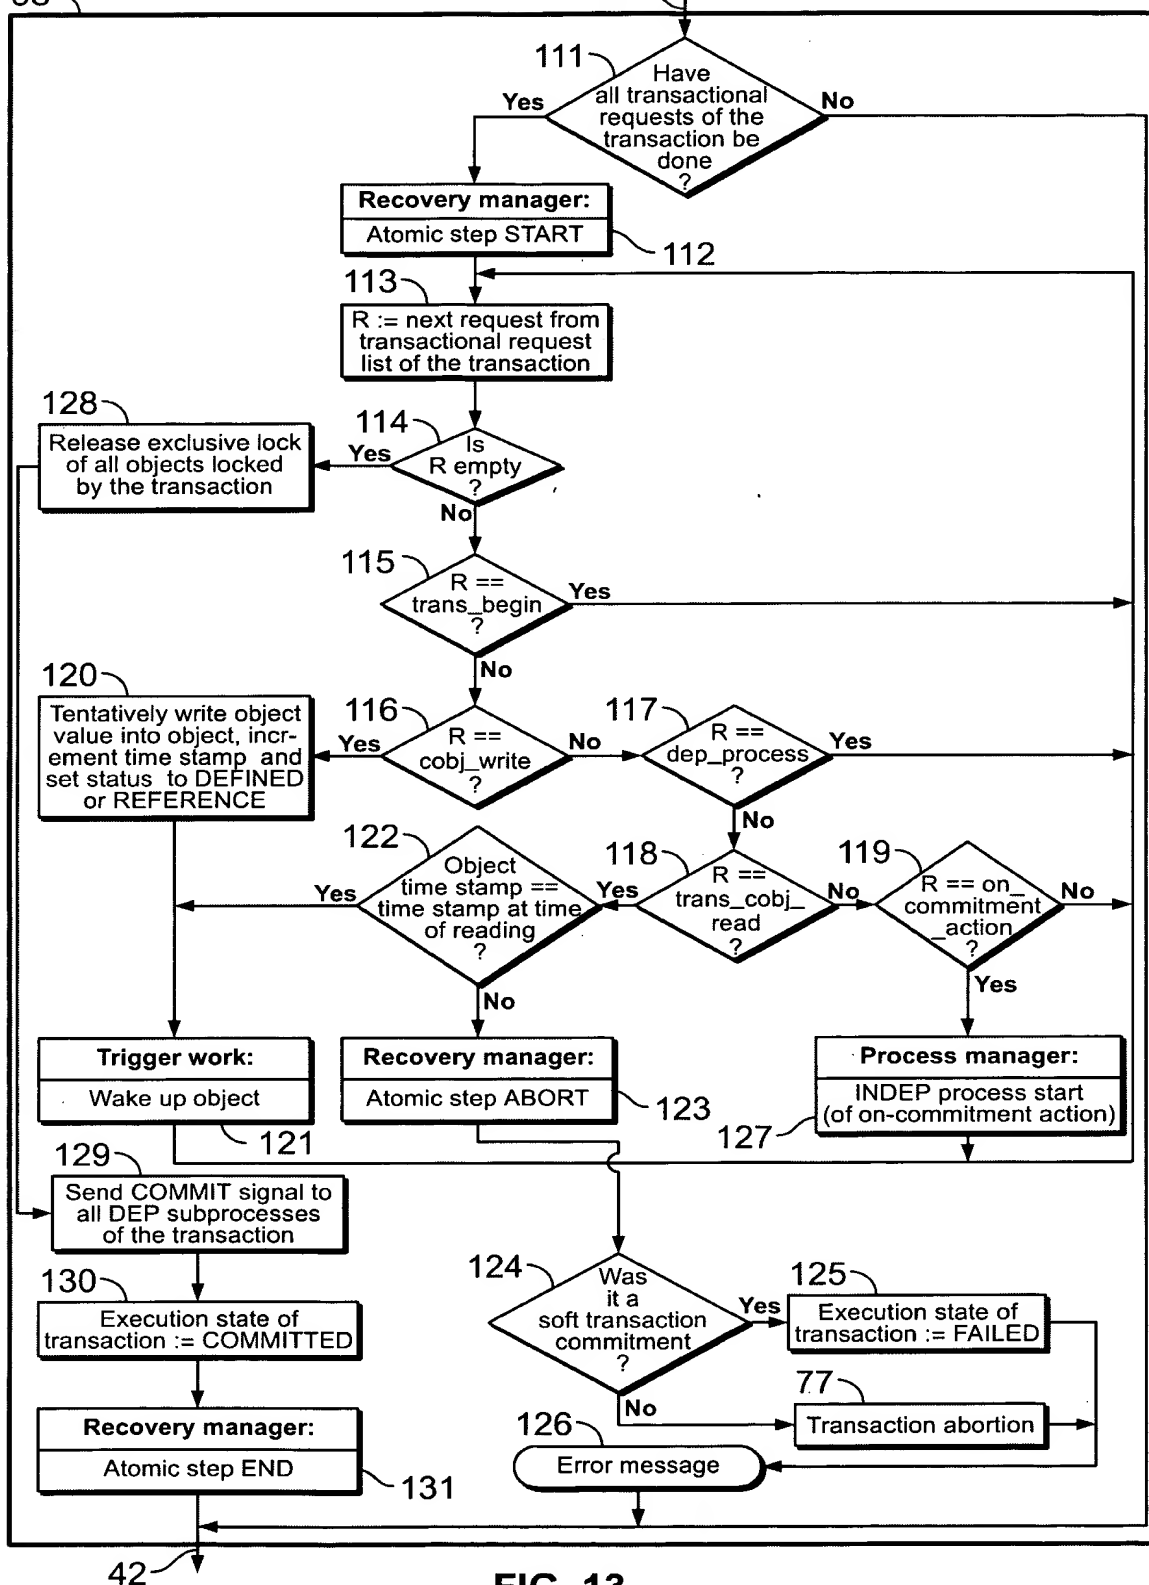 111
Have
all transactional
requests of the
transaction be
done
?
Yes
No
Recovery manager:
Atomic step START
112
113
R := next request from
transactional request
list of the transaction
128
Release exclusive lock
of all objects locked
by the transaction
114
Is
R empty
?
Yes
No
115
R ==
trans_begin
?
Yes
No
120
Tentatively write object
value into object, incr-
ement time stamp and
set status to DEFINED
or REFERENCE
116
R ==
cobj_write
?
Yes
No
117
R ==
dep_process
?
Yes
No
122
Object
time stamp ==
time stamp at time
of reading
?
Yes
No
118
R ==
trans_cobj_
read
?
Yes
No
119
R == on_
commitment
_action
?
No
Yes
Trigger work:
Wake up object
121
Recovery manager:
Atomic step ABORT
123
Process manager:
INDEP process start
(of on-commitment action)
127
129
Send COMMIT signal to
all DEP subprocesses
of the transaction
130
Execution state of
transaction := COMMITTED
124
Was
it a
soft transaction
commitment
?
Yes
No
125
Execution state of
transaction := FAILED
77
Transaction abortion
126
Error message
Recovery manager:
Atomic step END
131
42
FIG. 13